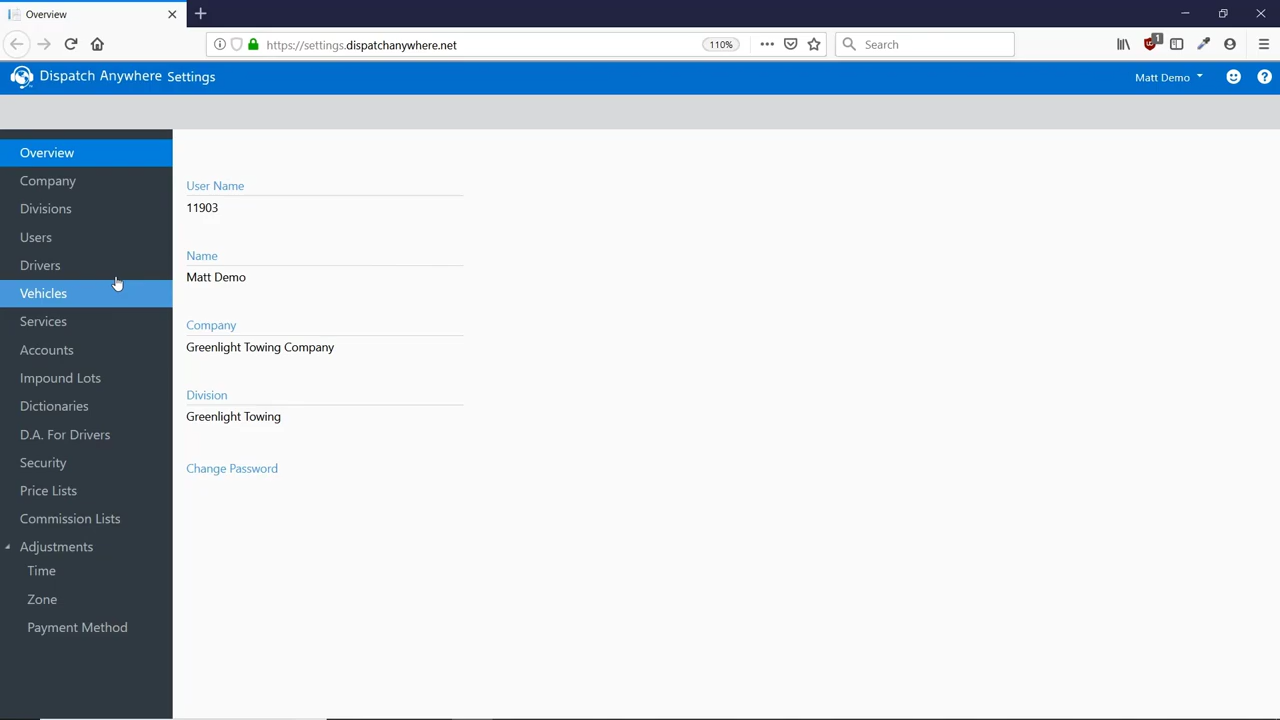 Overview
https://settings.dispatchanywhere.net
110%
Search
1
Dispatch Anywhere Settings
Matt Demo
Overview
Company
Divisions
Users
Drivers
Vehicles
Services
Accounts
Impound Lots
Dictionaries
D.A. For Drivers
Security
Price Lists
Commission Lists
Adjustments
Time
Zone
Payment Method
User Name
11903
Name
Matt Demo
Company
Greenlight Towing Company
Division
Greenlight Towing
Change Password